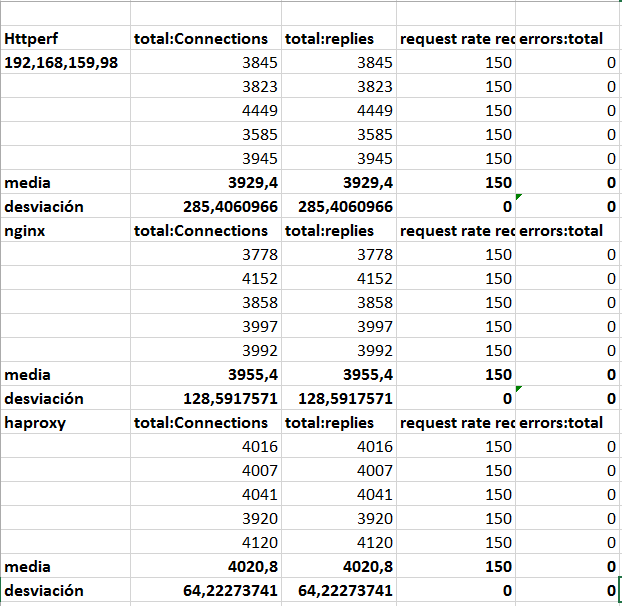 Httperf total:Connections total:replies request rate req errors:total
192,168,159,98 3845 3845 150 0
3823 3823 150 0
4449 4449 150 0
3585 3585 150 0
3945 3945 150 0
media 3929,4 3929,4 150 0
desviación 285,4060966 285,4060966 0 0
nginx total:Connections total:replies request rate req errors:total
3778 3778 150 0
4152 4152 150 0
3858 3858 150 0
3997 3997 150 0
3992 3992 150 0
media 3955,4 3955,4 150 0
desviación 128,5917571 128,5917571 0 0
haproxy total:Connections total:replies request rate req errors:total
4016 4016 150 0
4007 4007 150 0
4041 4041 150 0
3920 3920 150 0
4120 4120 150 0
media 4020,8 4020,8 150 0
desviación 64,22273741 64,22273741 0 0